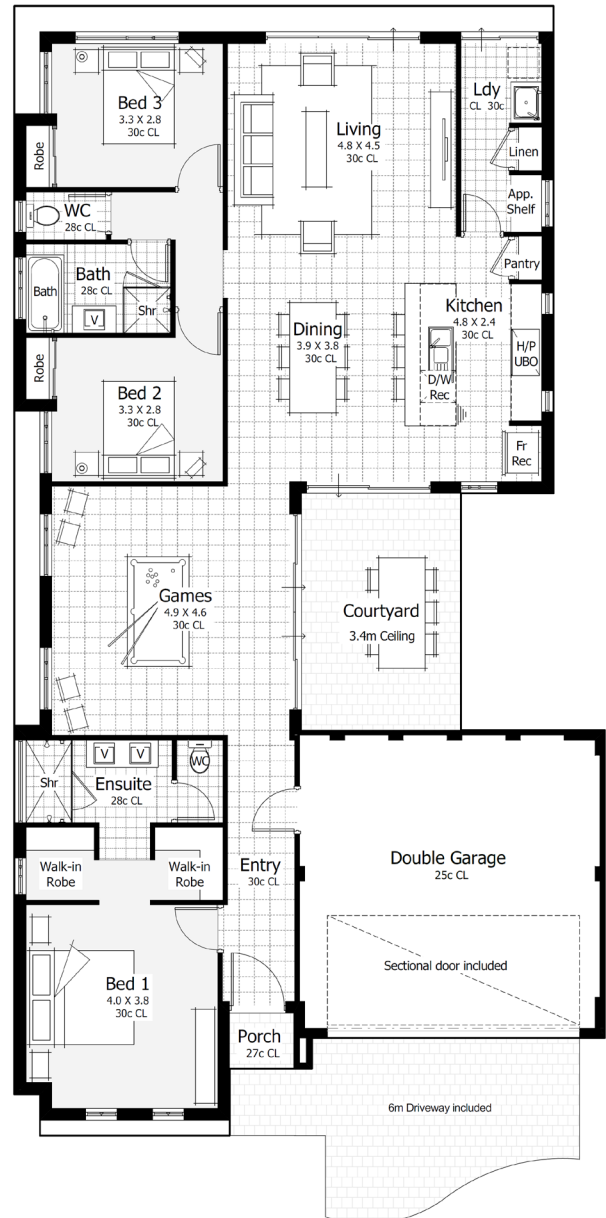 Bed 3
3.3 X 2.8
30c CL
Robe
Living
4.8 X 4.5
30c CL
Ldy
CL 30c
Linen
App.
Shelf
Pantry
WC
28c CL
Bath
28c CL
Bath
V
Shr
Robe
Bed 2
3.3 X 2.8
30c CL
Dining
3.9 X 3.8
30c CL
Kitchen
4.8 X 2.4
30c CL
D/W
Rec
H/P
UBO
Fr
Rec
Games
4.9 X 4.6
30c CL
Courtyard
3.4m Ceiling
Shr
V
V
WC
Ensuite
28c CL
Walk-in
Robe
Walk-in
Robe
Entry
30c CL
Double Garage
25c CL
Sectional door included
Bed 1
4.0 X 3.8
30c CL
Porch
27c CL
6m Driveway included